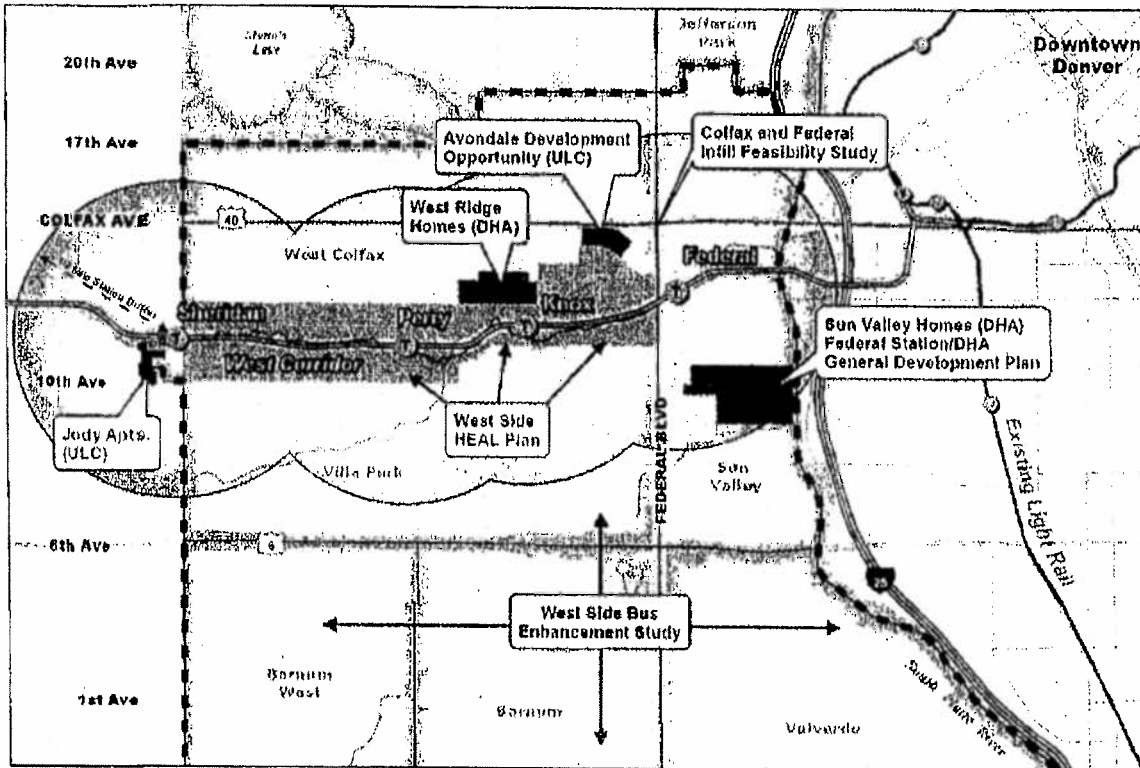 Jefferson
Park
Lake
20th Ave
Downtown
Denver
17th Ave
Avondale Development
Opportunity (ULC)
Colfax and Federal
Infill Feasibility Study
COLFAX AVE
40
West Ridge
Homes (DHA)
West Colfax
Federal
Sheridan
Perry
Knox
West Corridor
10th Ave
Sun Valley Homes (DHA)
Federal Station/DHA
General Development Plan
Jody Apts.
(ULC)
West Side
HEAL Plan
Villa Park
FEDERAL BLVD
Sun
Valley
Existing Light Rail
6th Ave
6
25
West Side Bus
Enhancement Study
Barnum
West
Barnum
1st Ave
Valverde
South Platte River